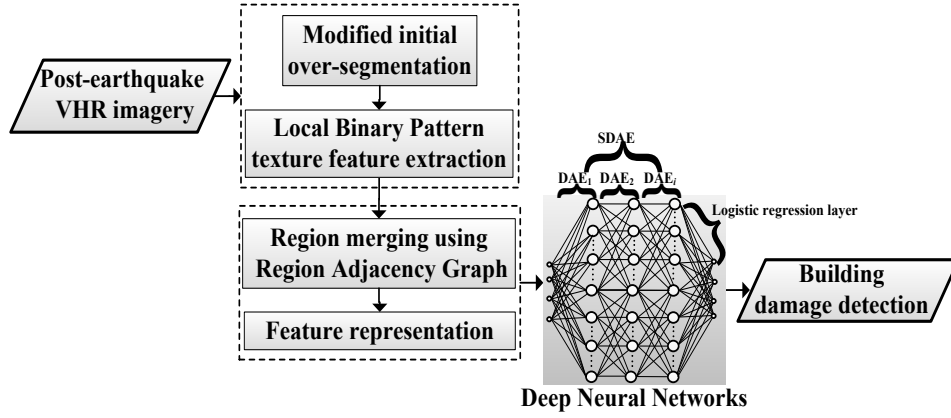 Post-earthquake
VHR imagery
Modified initial
over-segmentation
Local Binary Pattern
texture feature extraction
Region merging using
Region Adjacency Graph
Feature representation
SDAE
DAE₁ DAE₂ DAEᵢ
Logistic regression layer
Deep Neural Networks
Building
damage detection